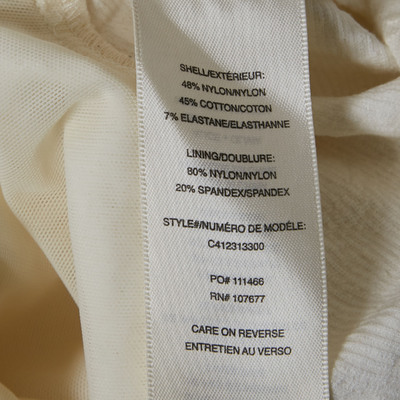 SHELL/EXTÉRIEUR:
48% NYLON/NYLON
45% COTTON/COTON
7% ELASTANE/ELASTHANNE
LINING/DOUBLURE:
80% NYLON/NYLON
20% SPANDEX/SPANDEX
STYLE#/NUMÉRO DE MODÈLE:
C412313300
PO# 111466
RN# 107677
CARE ON REVERSE
ENTRETIEN AU VERSO